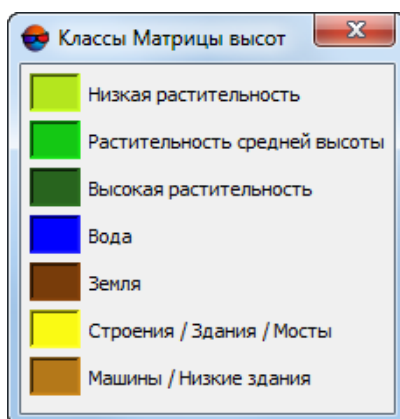 Классы Матрицы высот
Низкая растительность
Растительность средней высоты
Высокая растительность
Вода
Земля
Строения / Здания / Мосты
Машины / Низкие здания